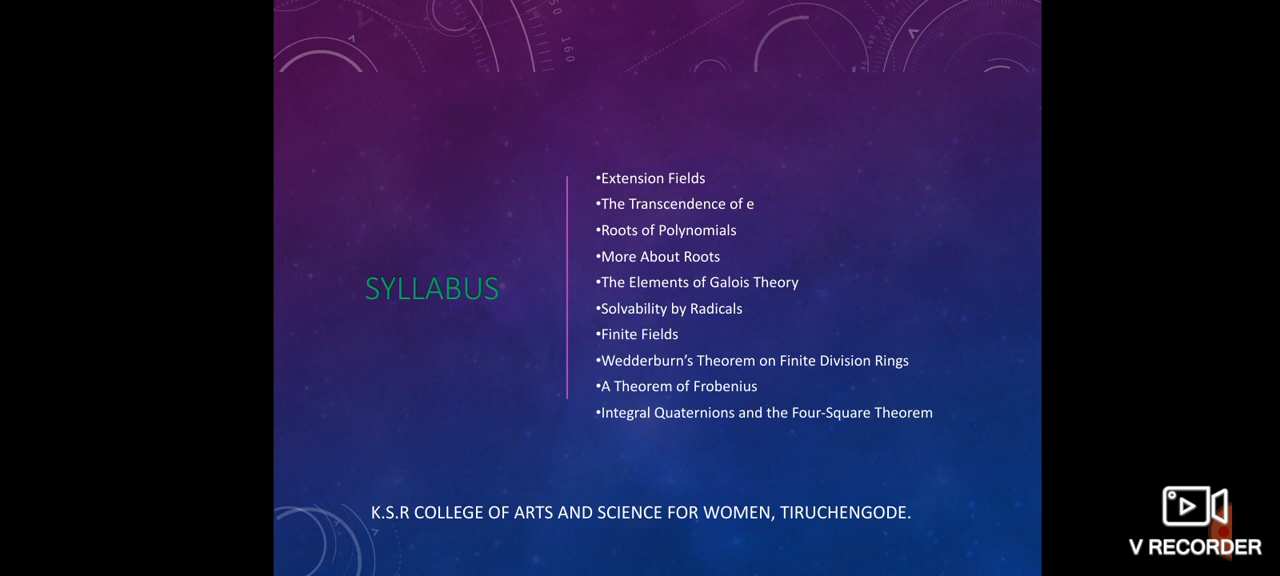 SYLLABUS
•Extension Fields
•The Transcendence of e
•Roots of Polynomials
•More About Roots
•The Elements of Galois Theory
•Solvability by Radicals
•Finite Fields
•Wedderburn’s Theorem on Finite Division Rings
•A Theorem of Frobenius
•Integral Quaternions and the Four-Square Theorem
K.S.R COLLEGE OF ARTS AND SCIENCE FOR WOMEN, TIRUCHENGODE.
V RECORDER
160